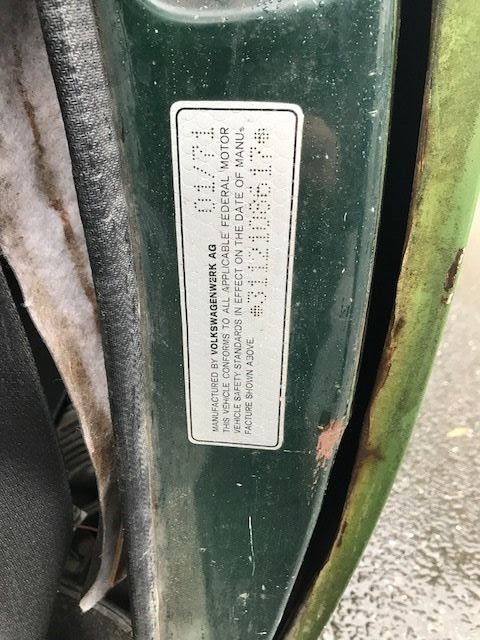 MANUFACTURED BY VOLKSWAGENWERK AG 01/71
THIS VEHICLE CONFORMS TO ALL APPLICABLE FEDERAL MOTOR
VEHICLE SAFETY STANDARDS IN EFFECT ON THE DATE OF MANU-
FACTURE SHOWN ABOVE. *3112108617*